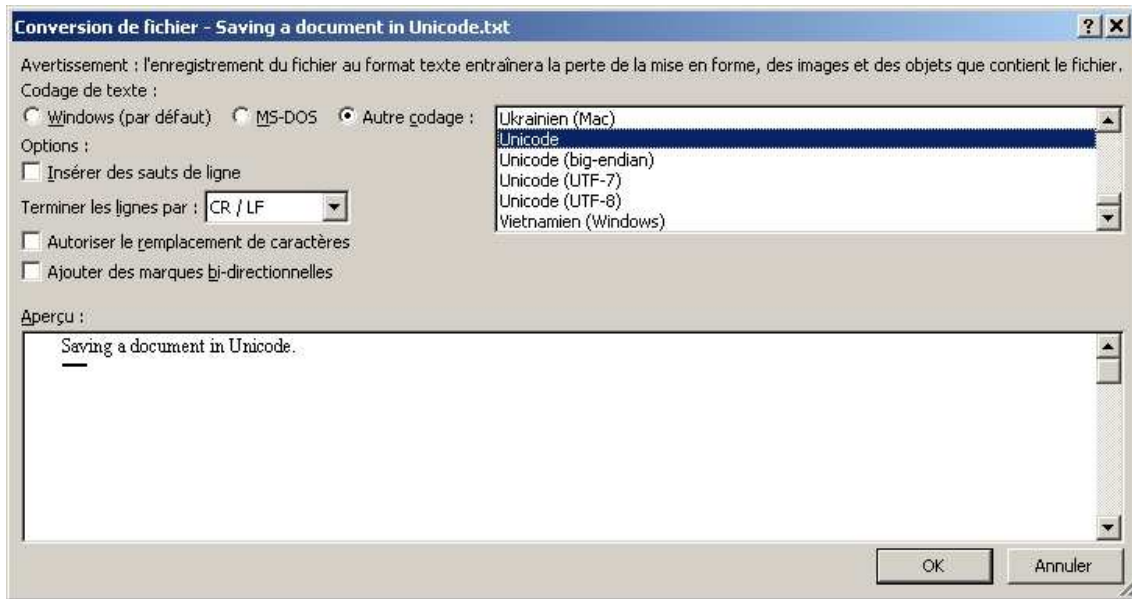 Conversion de fichier - Saving a document in Unicode.txt
Avertissement : l'enregistrement du fichier au format texte entraînera la perte de la mise en forme, des images et des objets que contient le fichier.
Codage de texte :
Windows (par défaut) MS-DOS Autre codage :
Ukrainien (Mac)
Unicode
Unicode (big-endian)
Unicode (UTF-7)
Unicode (UTF-8)
Vietnamien (Windows)
Options :
Insérer des sauts de ligne
Terminer les lignes par : CR / LF
Autoriser le remplacement de caractères
Ajouter des marques bi-directionnelles
Aperçu :
Saving a document in Unicode.
OK Annuler